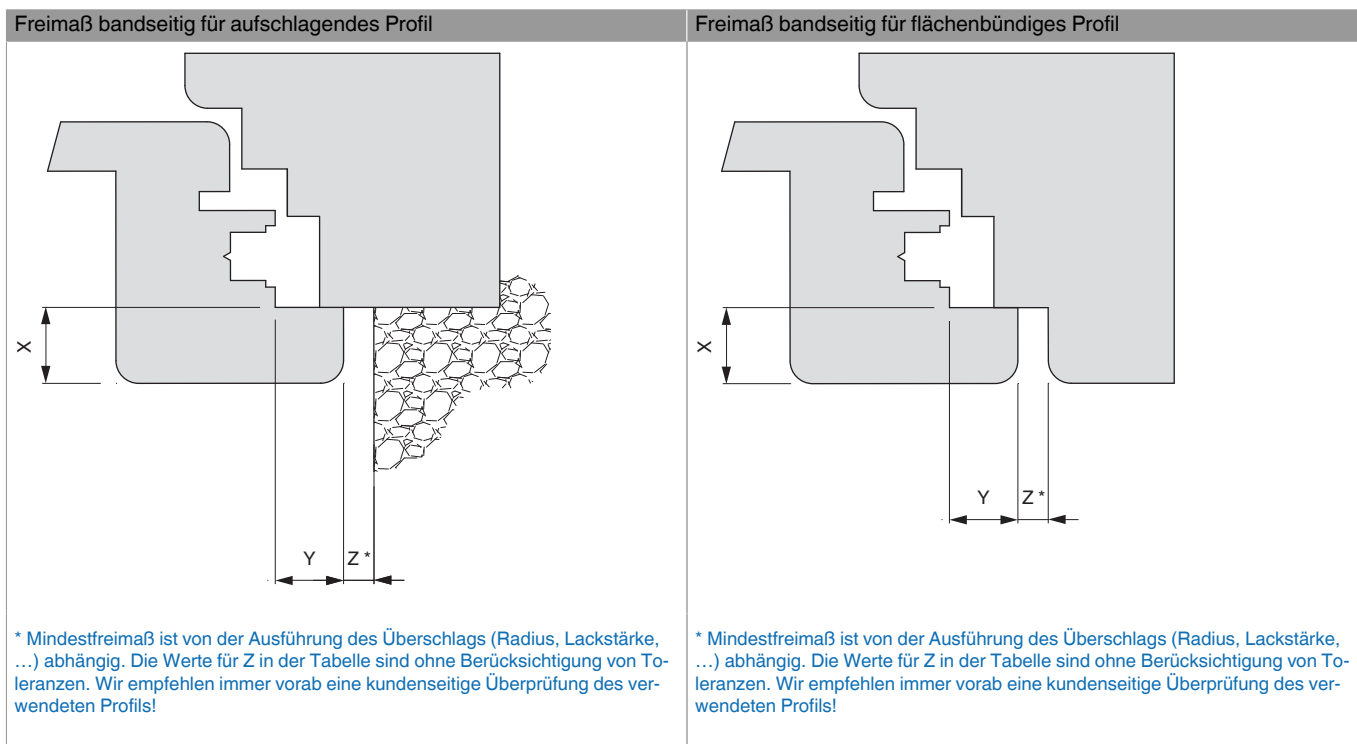 Freimaß bandseitig für aufschlagendes Profil
X
Y
Z *
* Mindestfreimaß ist von der Ausführung des Überschlags (Radius, Lackstärke,
…) abhängig. Die Werte für Z in der Tabelle sind ohne Berücksichtigung von To-
leranzen. Wir empfehlen immer vorab eine kundenseitige Überprüfung des ver-
wendeten Profils!
Freimaß bandseitig für flächenbündiges Profil
X
Y
Z *
* Mindestfreimaß ist von der Ausführung des Überschlags (Radius, Lackstärke,
…) abhängig. Die Werte für Z in der Tabelle sind ohne Berücksichtigung von To-
leranzen. Wir empfehlen immer vorab eine kundenseitige Überprüfung des ver-
wendeten Profils!